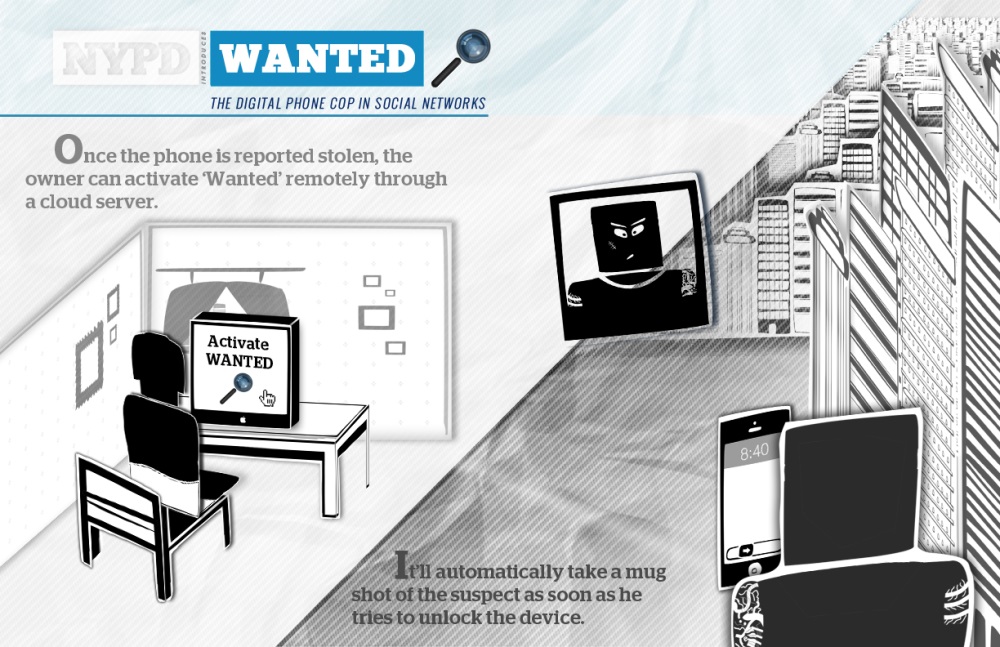 NYPD
INTRODUCES
WANTED
THE DIGITAL PHONE COP IN SOCIAL NETWORKS
Once the phone is reported stolen, the
owner can activate ‘Wanted’ remotely through
a cloud server.
Activate
WANTED
8:40
It'll automatically take a mug
shot of the suspect as soon as he
tries to unlock the device.